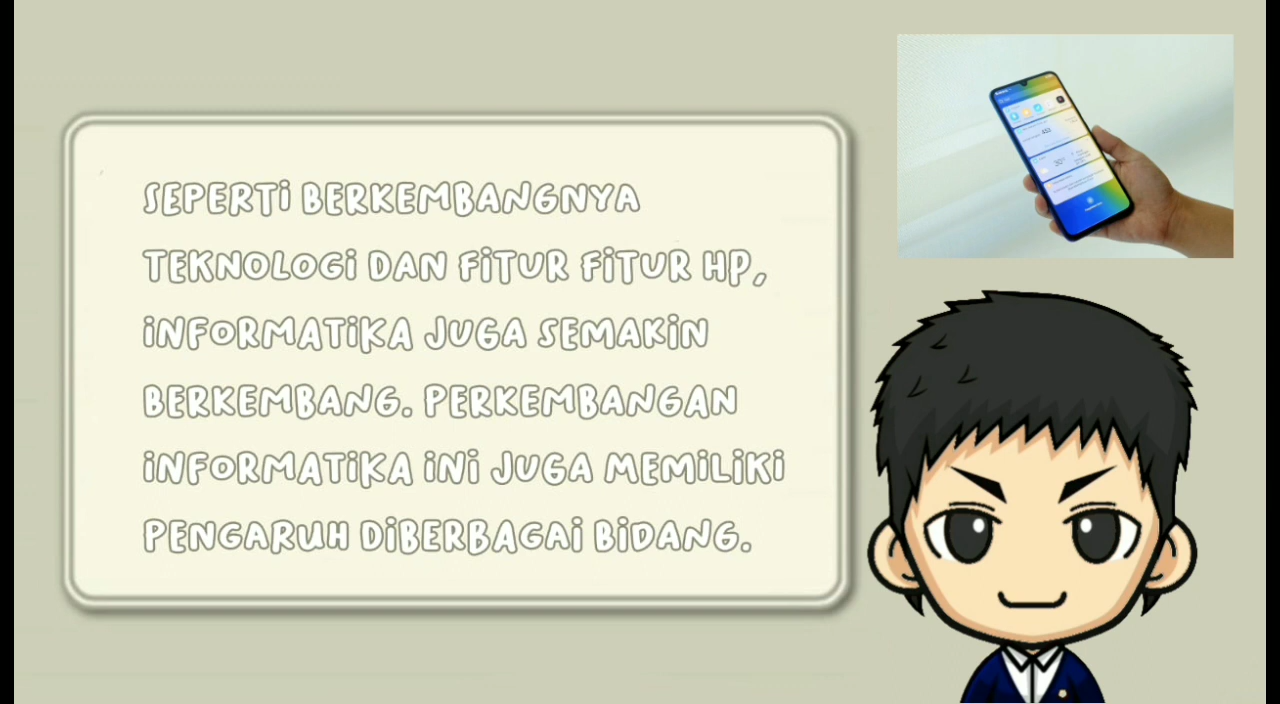 SEPERTI BERKEMBANGNYA
TEKNOLOGI DAN FITUR FITUR HP,
INFORMATIKA JUGA SEMAKIN
BERKEMBANG. PERKEMBANGAN
INFORMATIKA INI JUGA MEMILIKI
PENGARUH DIBERBAGAI BIDANG.